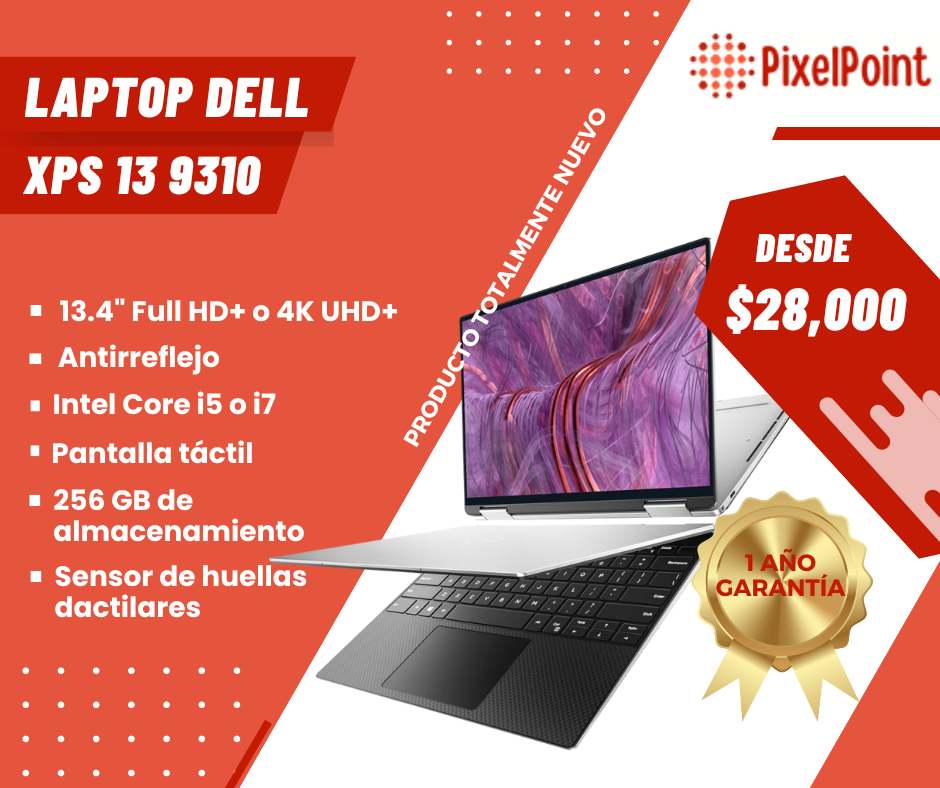 LAPTOP DELL
XPS 13 9310
PixelPoint
PRODUCTO TOTALMENTE NUEVO
DESDE
$28,000
13.4" Full HD+ o 4K UHD+
Antirreflejo
Intel Core i5 o i7
Pantalla táctil
256 GB de
almacenamiento
Sensor de huellas
dactilares
1 AÑO
GARANTÍA